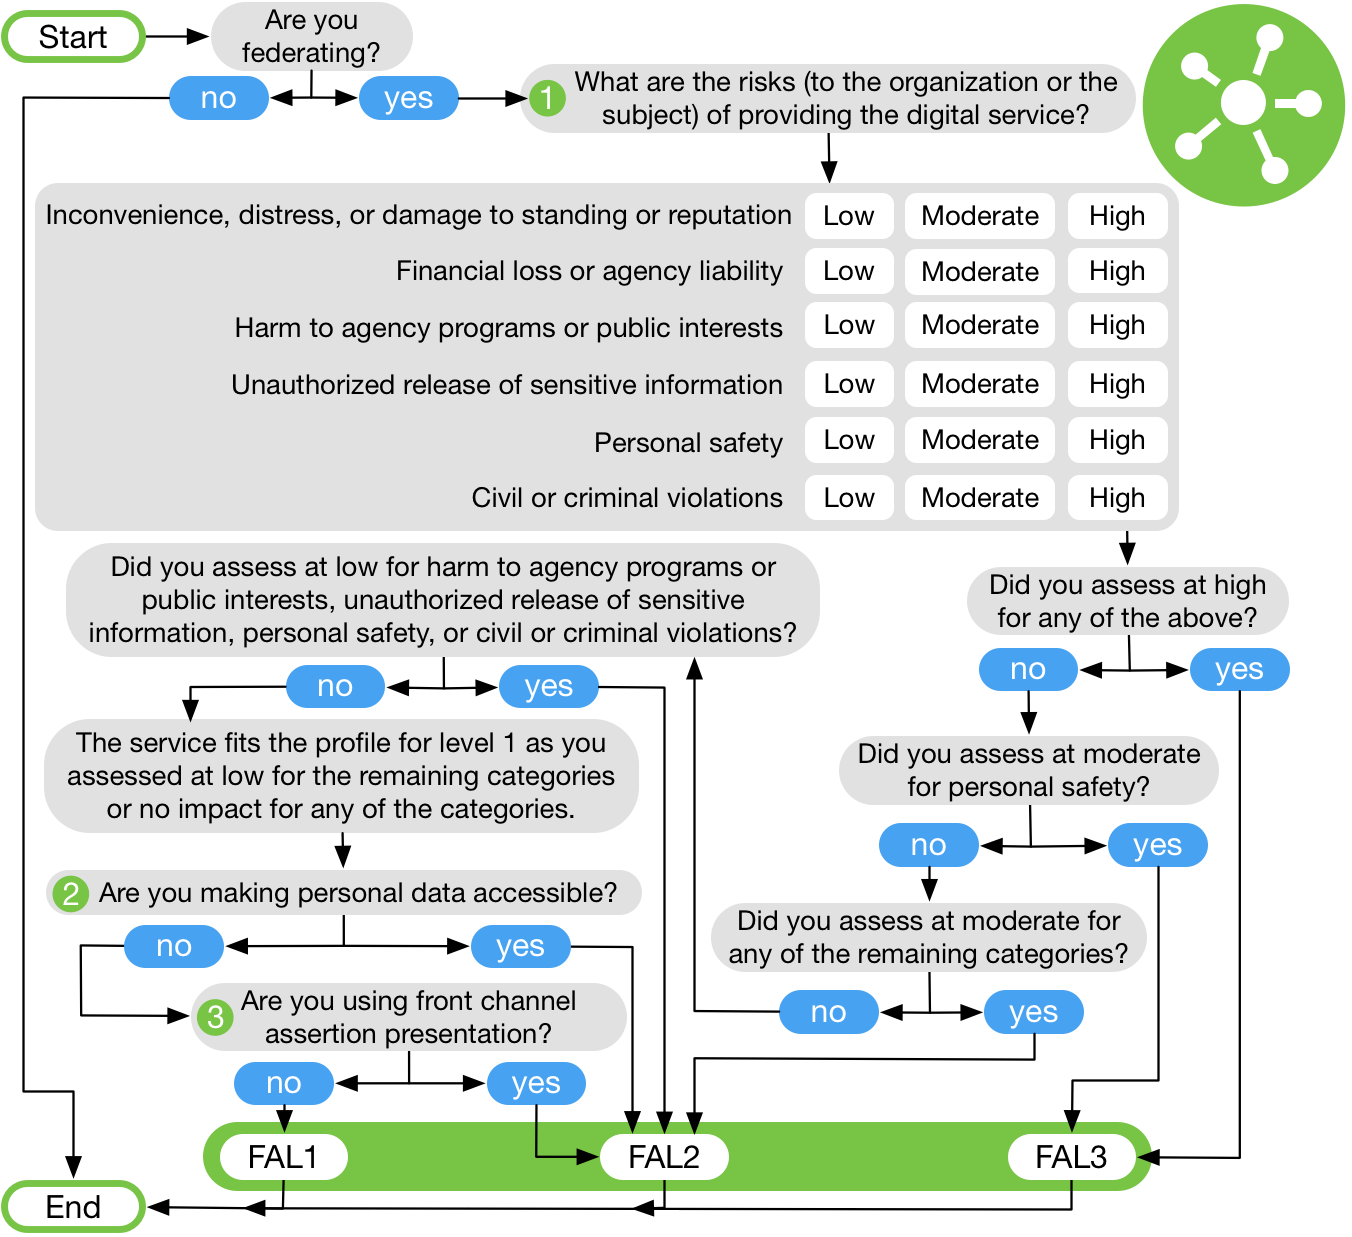 Start
Are you
federating?
no
yes
1
What are the risks (to the organization or the
subject) of providing the digital service?
Inconvenience, distress, or damage to standing or reputation Low Moderate High
Financial loss or agency liability Low Moderate High
Harm to agency programs or public interests Low Moderate High
Unauthorized release of sensitive information Low Moderate High
Personal safety Low Moderate High
Civil or criminal violations Low Moderate High
Did you assess at high
for any of the above?
no
yes
Did you assess at moderate
for personal safety?
no
yes
Did you assess at moderate for
any of the remaining categories?
no
yes
Did you assess at low for harm to agency programs or
public interests, unauthorized release of sensitive
information, personal safety, or civil or criminal violations?
no
yes
The service fits the profile for level 1 as you
assessed at low for the remaining categories
or no impact for any of the categories.
2
Are you making personal data accessible?
no
yes
3
Are you using front channel
assertion presentation?
no
yes
FAL1
FAL2
FAL3
End